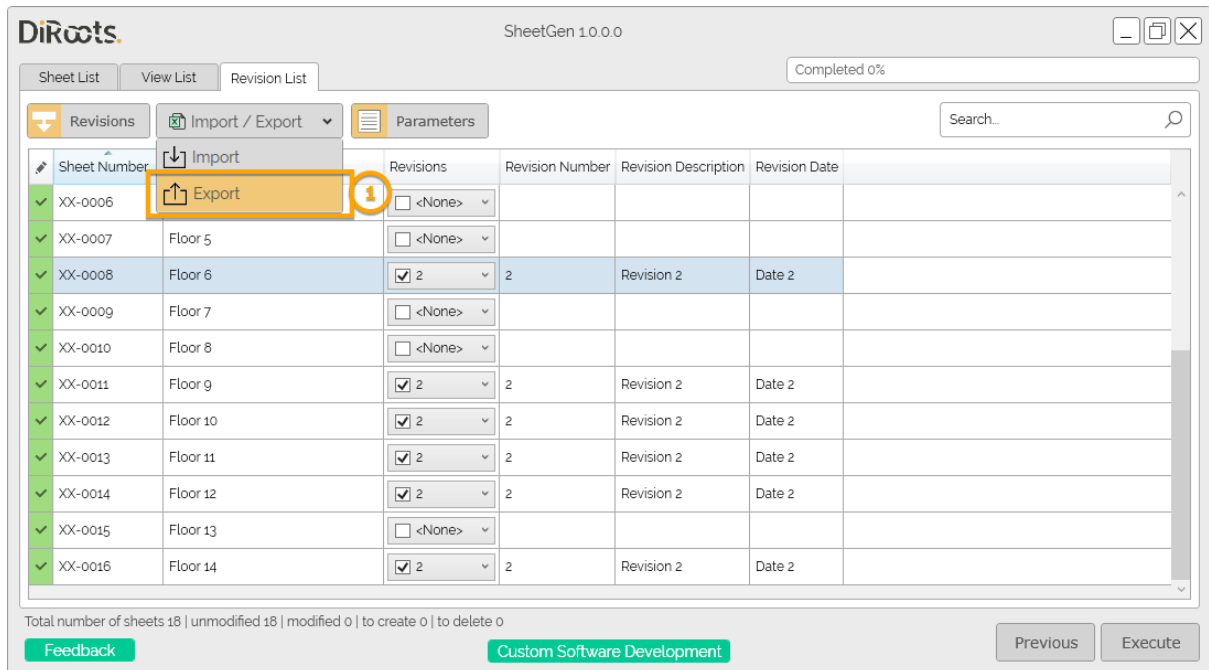 DiRoots.
SheetGen 1.0.0.0
Sheet List View List Revision List
Completed 0%
Revisions Import / Export Parameters
Search...
Import
Export
1
Sheet Number Revisions Revision Number Revision Description Revision Date
XX-0006 <None>
XX-0007 Floor 5 <None>
XX-0008 Floor 6 2 2 Revision 2 Date 2
XX-0009 Floor 7 <None>
XX-0010 Floor 8 <None>
XX-0011 Floor 9 2 2 Revision 2 Date 2
XX-0012 Floor 10 2 2 Revision 2 Date 2
XX-0013 Floor 11 2 2 Revision 2 Date 2
XX-0014 Floor 12 2 2 Revision 2 Date 2
XX-0015 Floor 13 <None>
XX-0016 Floor 14 2 2 Revision 2 Date 2
Total number of sheets 18 | unmodified 18 | modified 0 | to create 0 | to delete 0
Feedback Custom Software Development Previous Execute